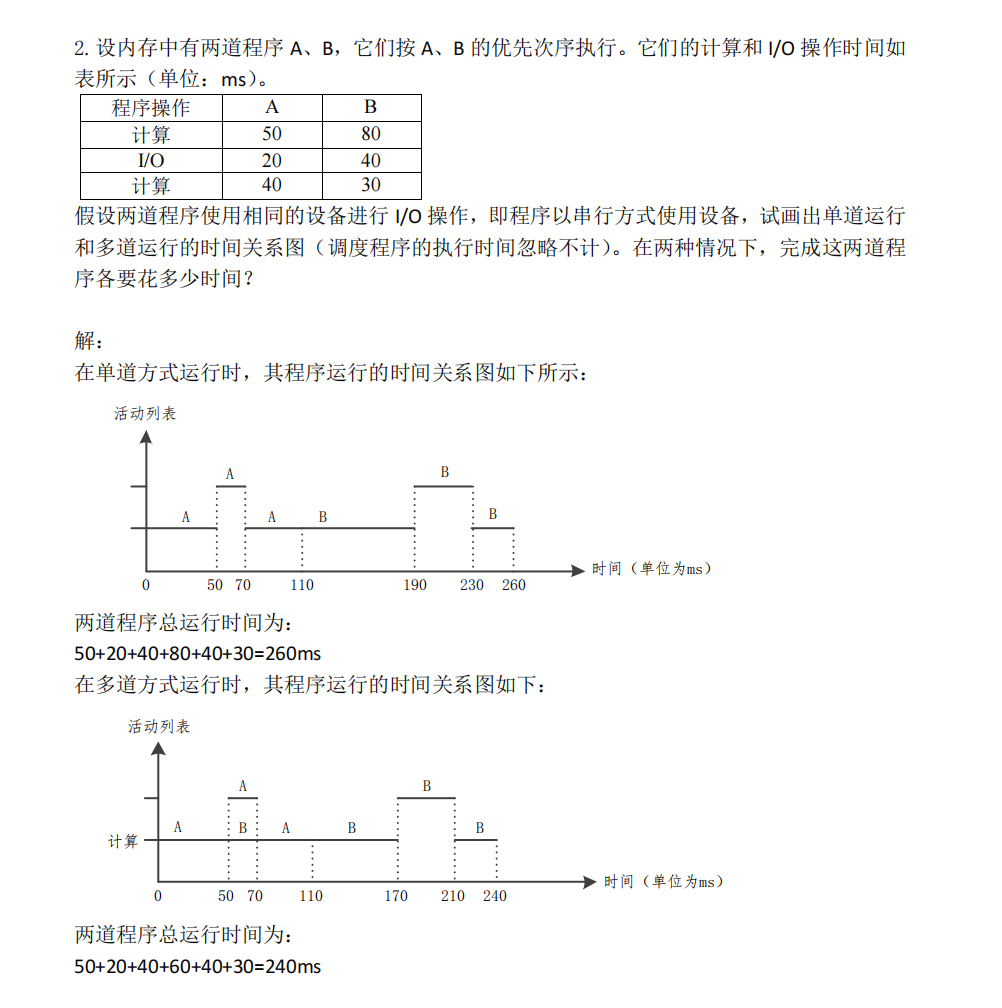 2. 设内存中有两道程序 A、B，它们按 A、B 的优先次序执行。它们的计算和 I/O 操作时间如
表所示（单位：ms）。
程序操作 A B
计算 50 80
I/O 20 40
计算 40 30
假设两道程序使用相同的设备进行 I/O 操作，即程序以串行方式使用设备，试画出单道运行
和多道运行的时间关系图（调度程序的执行时间忽略不计）。在两种情况下，完成这两道程
序各要花多少时间？
解：
在单道方式运行时，其程序运行的时间关系图如下所示：
活动列表
A B
A A B B
时间（单位为ms）
0 50 70 110 190 230 260
两道程序总运行时间为：
50+20+40+80+40+30=260ms
在多道方式运行时，其程序运行的时间关系图如下：
活动列表
A B
计算 A B A B B
时间（单位为ms）
0 50 70 110 170 210 240
两道程序总运行时间为：
50+20+40+60+40+30=240ms